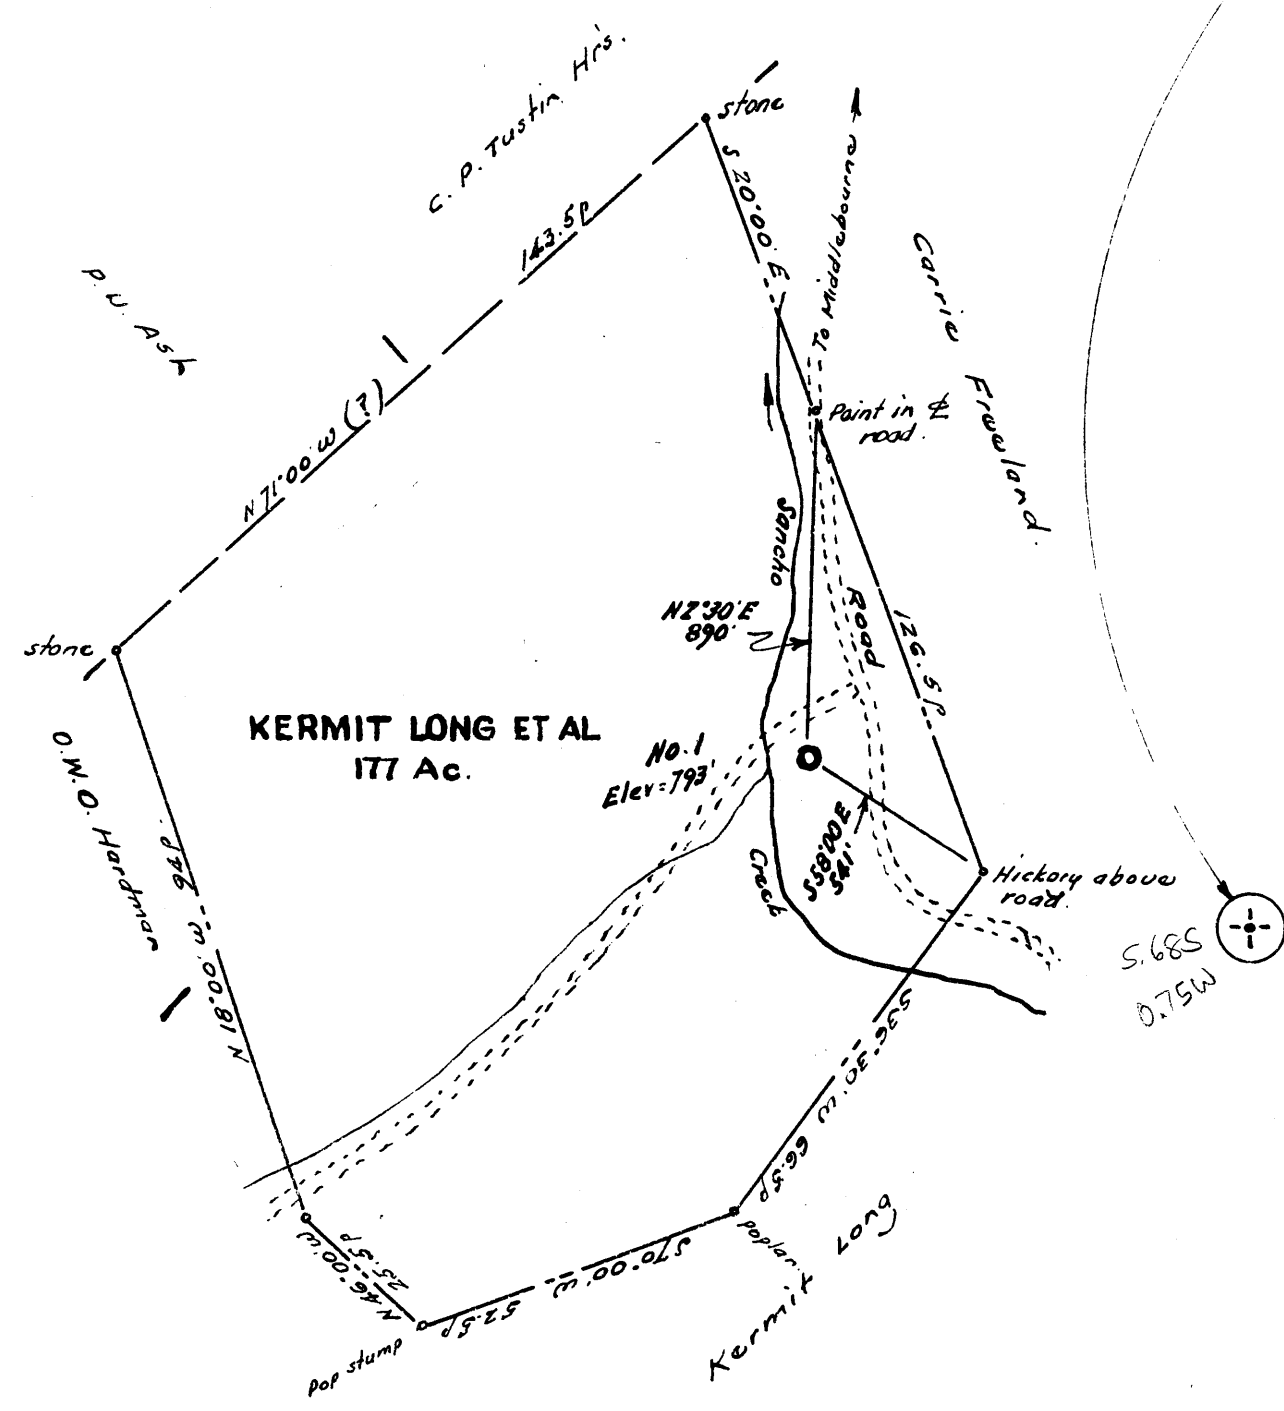 C. P. Tustin Hrs.
stone
S 20°00' E
To Middlebourne
143.5P
P. N. Ash
Carrie Freeland.
N 71°00' W (?)
Point in ℄
road.
Sancho
N2°30'E
890'
Road
126.5P
stone
KERMIT LONG ET AL
177 Ac.
No. 1
Elev = 793'
O.W.O. Hardman
94P
N 18°00' W
Creek
S58°00'E
541'
Hickory above
road.
5.68S
0.75W
S36°30'W 66.5P
poplar
S70°00'W
52.5P
N46°00'W
25.5P
pop stump
Kermit Long